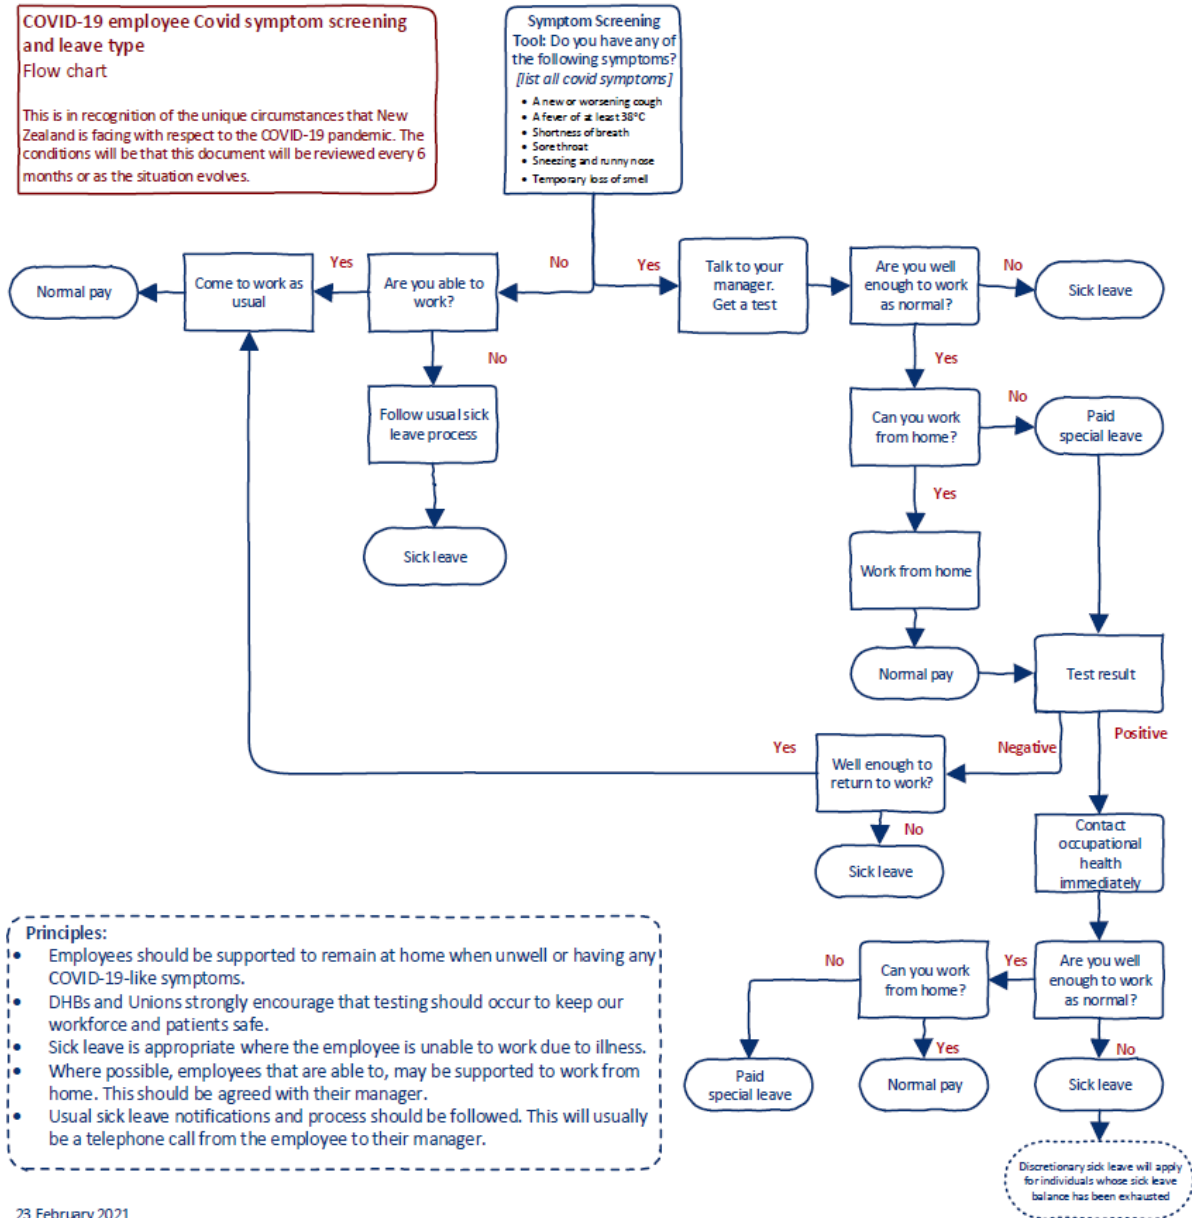 COVID-19 employee Covid symptom screening
and leave type
Flow chart
This is in recognition of the unique circumstances that New
Zealand is facing with respect to the COVID-19 pandemic. The
conditions will be that this document will be reviewed every 6
months or as the situation evolves.
Symptom Screening
Tool: Do you have any of
the following symptoms?
[list all covid symptoms]
• A new or worsening cough
• A fever of at least 38°C
• Shortness of breath
• Sore throat
• Sneezing and runny nose
• Temporary loss of smell
Normal pay
Come to work as
usual
Yes
Are you able to
work?
No
Yes
Talk to your
manager.
Get a test
Are you well
enough to work
as normal?
No
Sick leave
No
Follow usual sick
leave process
Sick leave
Yes
Can you work
from home?
No
Paid
special leave
Yes
Work from home
Normal pay
Test result
Negative
Positive
Yes
Well enough to
return to work?
No
Sick leave
Contact
occupational
health
immediately
Are you well
enough to work
as normal?
Yes
Can you work
from home?
No
Paid
special leave
Yes
Normal pay
No
Sick leave
Discretionary sick leave will apply
for individuals whose sick leave
balance has been exhausted
Principles:
• Employees should be supported to remain at home when unwell or having any
COVID-19-like symptoms.
• DHBs and Unions strongly encourage that testing should occur to keep our
workforce and patients safe.
• Sick leave is appropriate where the employee is unable to work due to illness.
• Where possible, employees that are able to, may be supported to work from
home. This should be agreed with their manager.
• Usual sick leave notifications and process should be followed. This will usually
be a telephone call from the employee to their manager.
23 February 2021